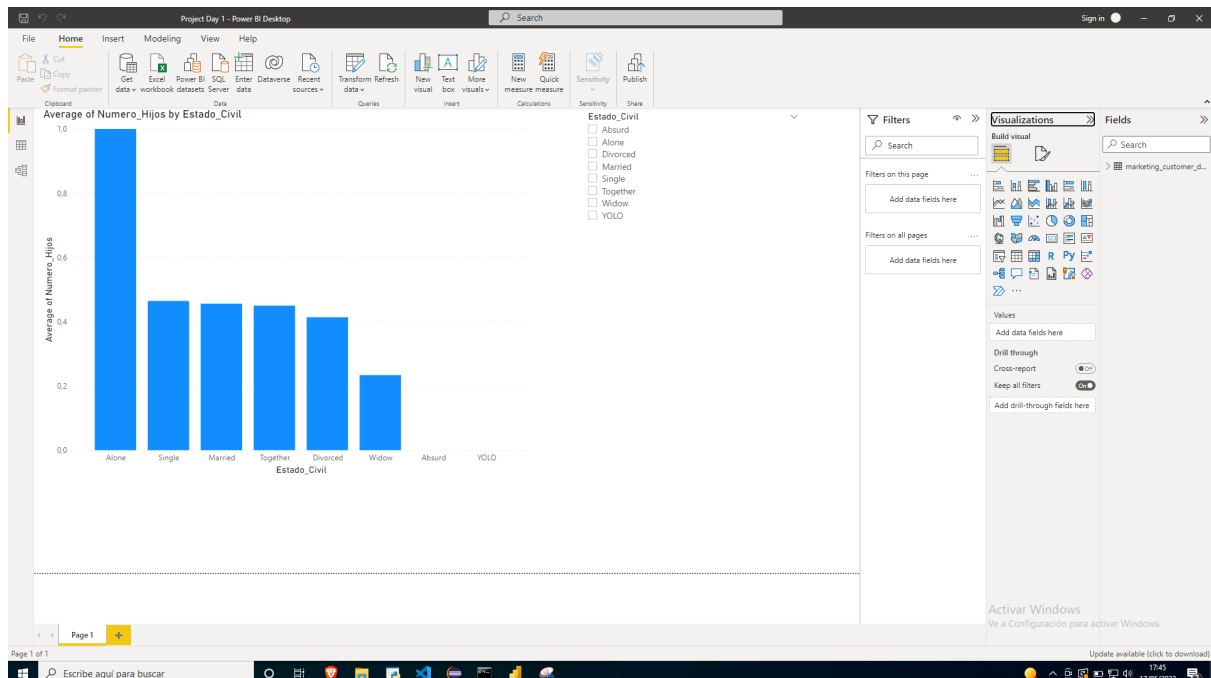 Project Day 1 - Power BI Desktop
Search
Sign in
File Home Insert Modeling View Help
Paste
Cut
Copy
Format painter
Get data
Excel workbook
Power BI datasets
SQL Server
Enter data
Dataverse
Recent sources
Transform data
Refresh
New visual
Text box
More visuals
New measure
Quick measure
Sensitivity
Publish
Clipboard
Data
Queries
Insert
Calculations
Sensitivity
Share
Average of Numero_Hijos by Estado_Civil
1,0
0,8
0,6
0,4
0,2
0,0
Average of Numero_Hijos
Alone Single Married Together Divorced Widow Absurd YOLO
Estado_Civil
Estado_Civil
Absurd
Alone
Divorced
Married
Single
Together
Widow
YOLO
Filters
Search
Filters on this page
Add data fields here
Filters on all pages
Add data fields here
Visualizations
Build visual
R Py
Values
Add data fields here
Drill through
Cross-report
Off
Keep all filters
On
Add drill-through fields here
Fields
Search
marketing_customer_d...
Activar Windows
Ve a Configuración para activar Windows.
Page 1
Page 1 of 1
Update available (click to download)
Escribe aquí para buscar
17:45